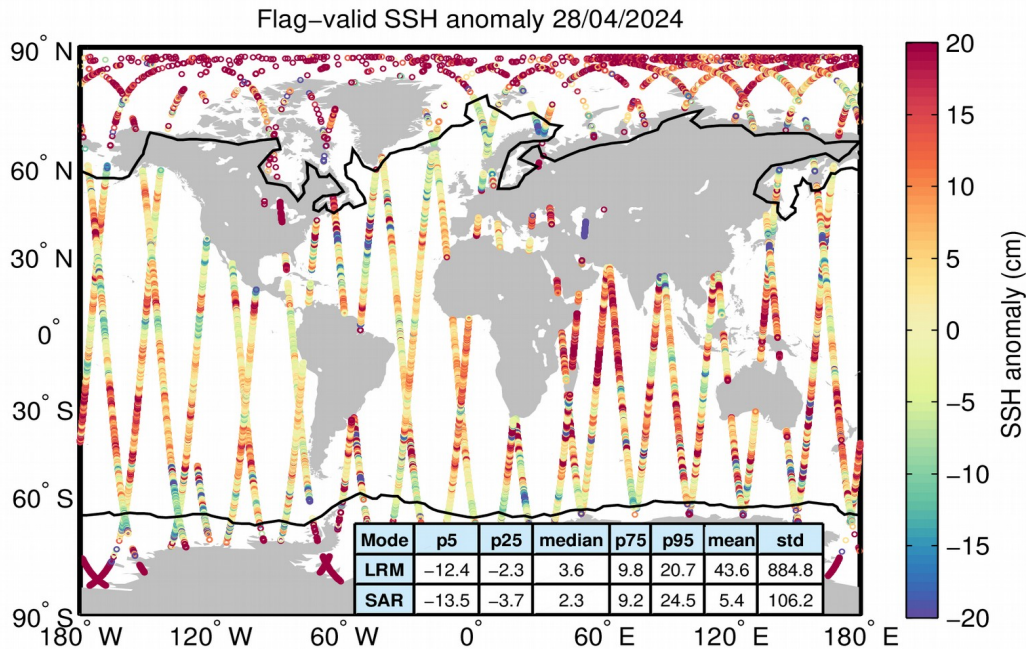 Flag−valid SSH anomaly 28/04/2024
90° N
60° N
30° N
0°
30° S
60° S
90° S
180° W
120° W
60° W
0°
60° E
120° E
180° E
Mode p5 p25 median p75 p95 mean std
LRM −12.4 −2.3 3.6 9.8 20.7 43.6 884.8
SAR −13.5 −3.7 2.3 9.2 24.5 5.4 106.2
20
15
10
5
0
−5
−10
−15
−20
SSH anomaly (cm)